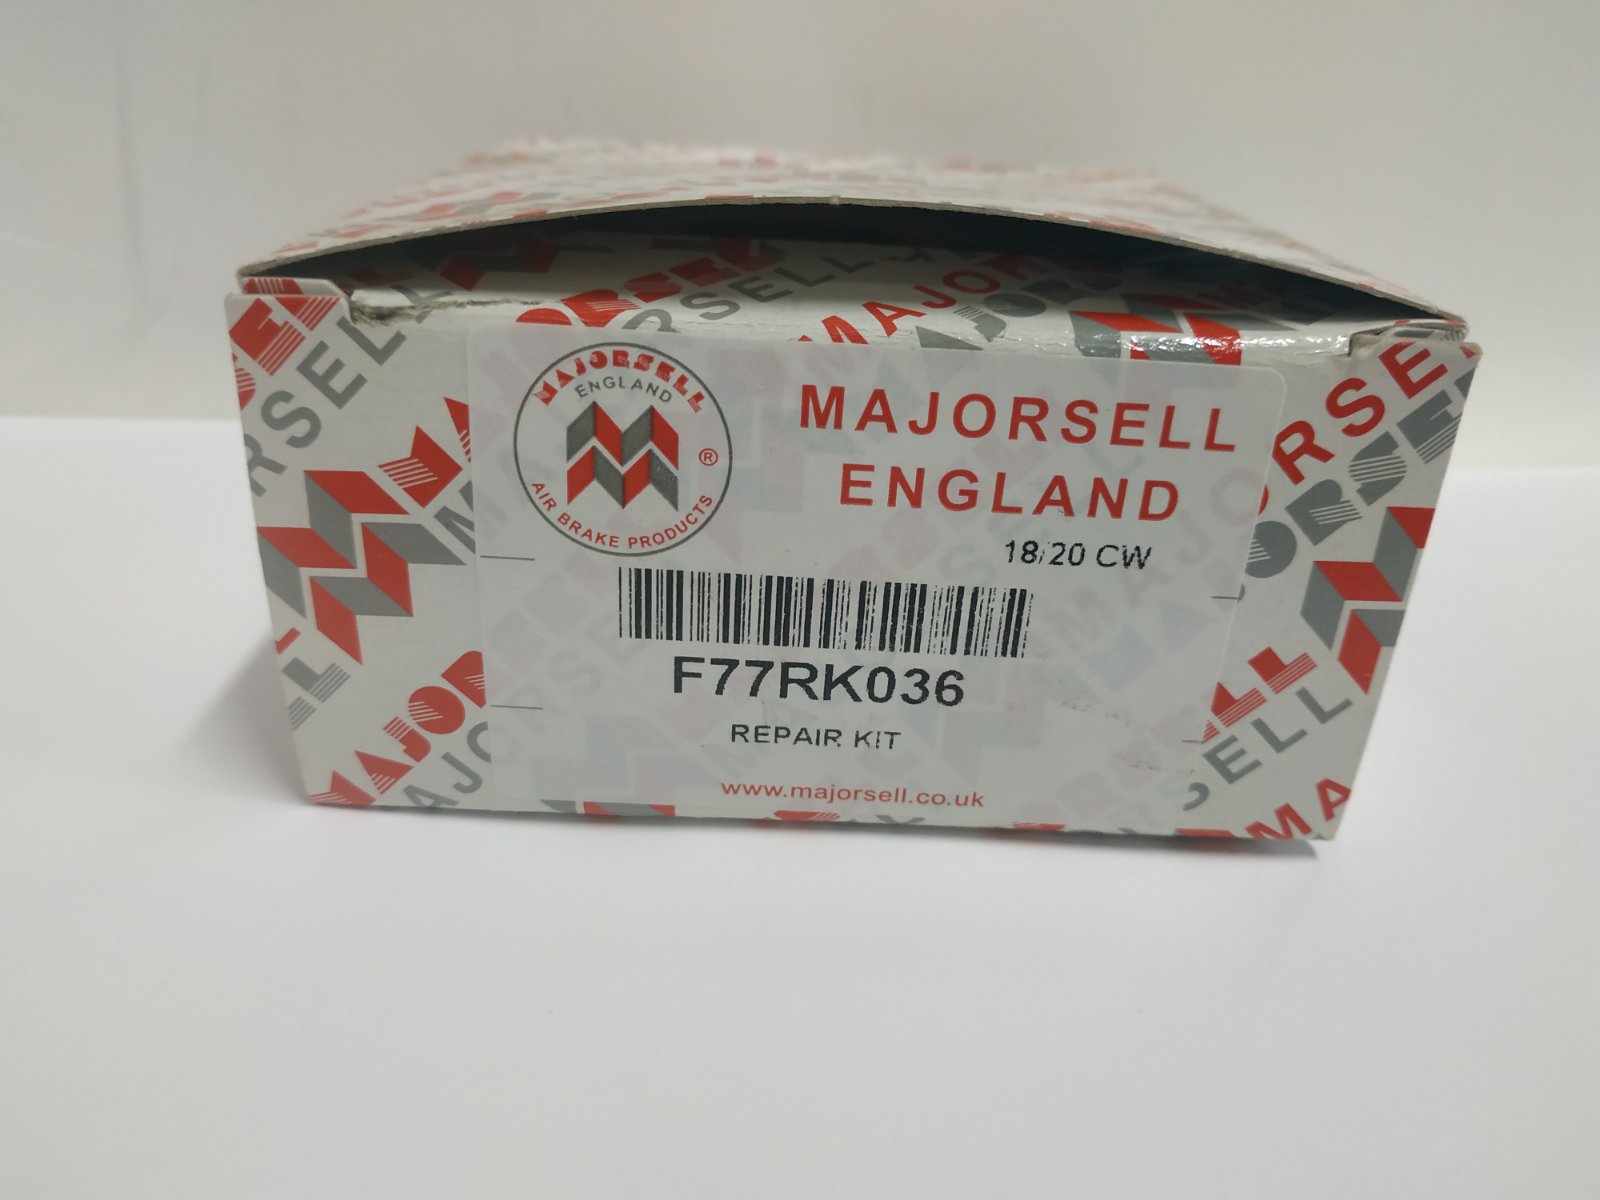 MAJORSELL
ENGLAND
AIR BRAKE PRODUCTS
®
MAJORSELL
ENGLAND
18/20 CW
F77RK036
REPAIR KIT
www.majorsell.co.uk